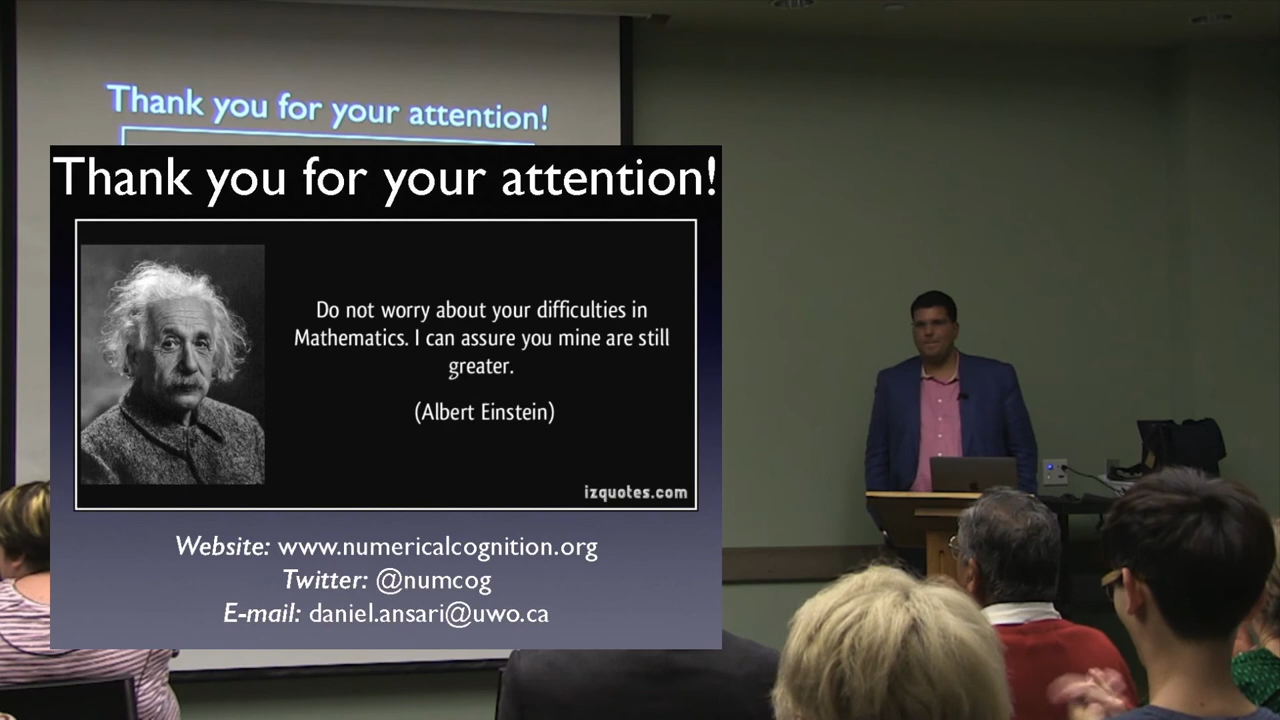 Thank you for your attention!
Thank you for your attention!
Do not worry about your difficulties in
Mathematics. I can assure you mine are still
greater.
(Albert Einstein)
izquotes.com
Website: www.numericalcognition.org
Twitter: @numcog
E-mail: daniel.ansari@uwo.ca